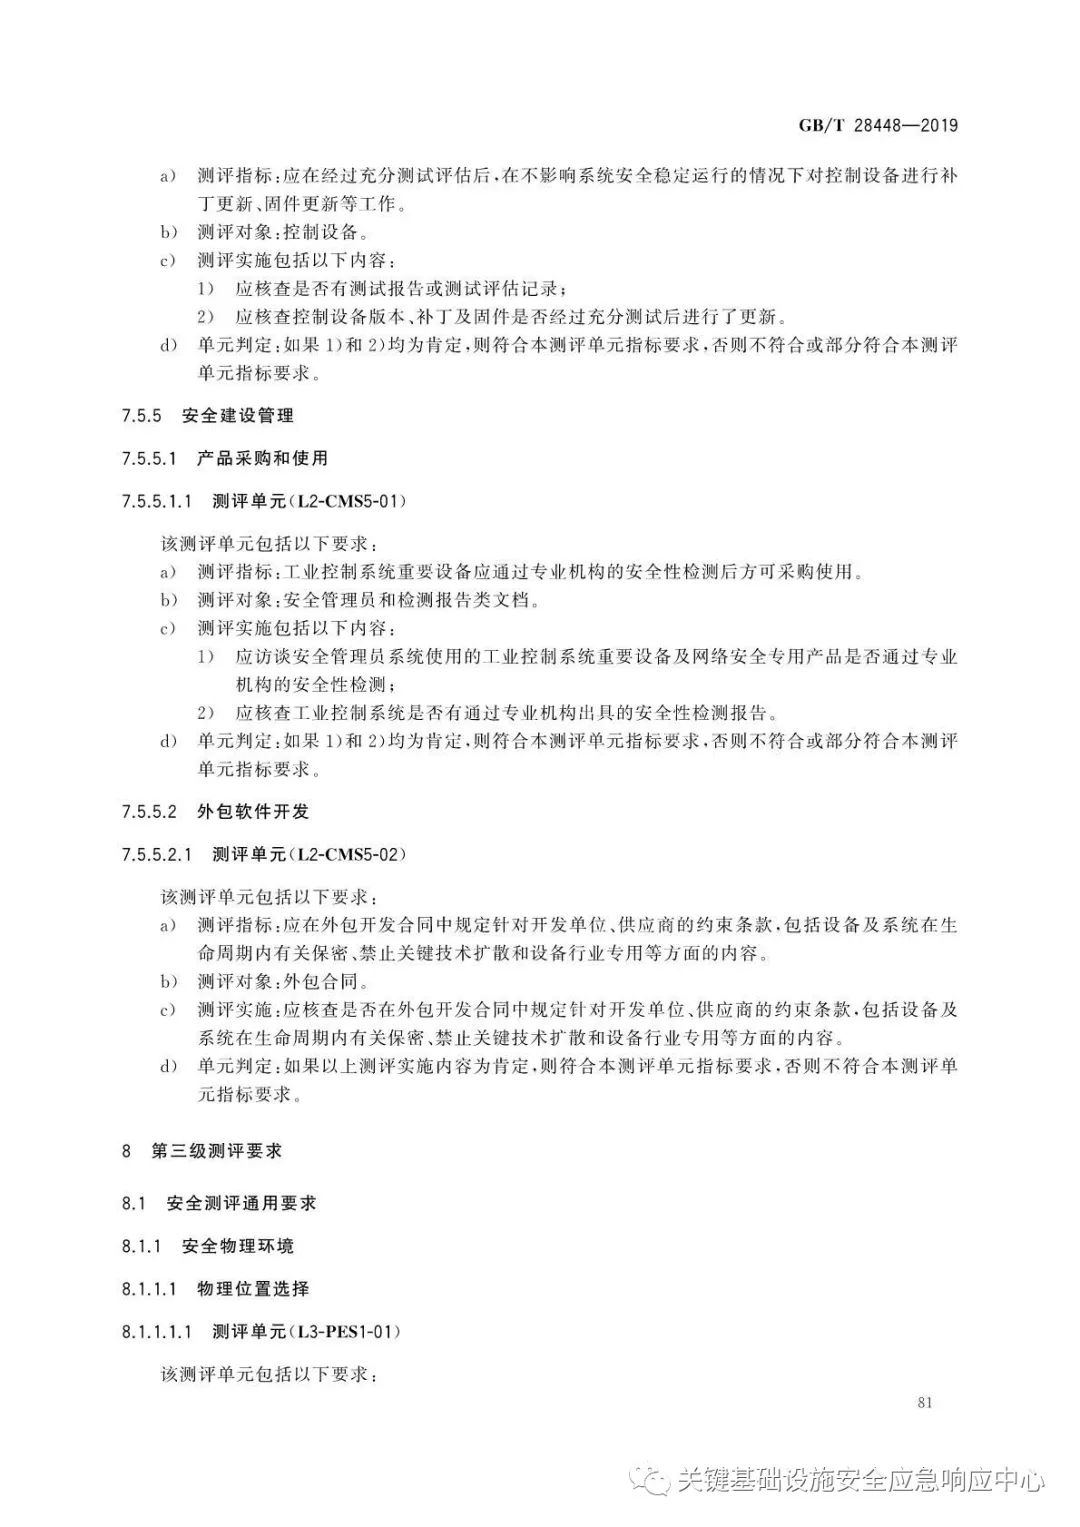 GB/T 28448—2019
a) 测评指标:应在经过充分测试评估后,在不影响系统安全稳定运行的情况下对控制设备进行补
丁更新、固件更新等工作。
b) 测评对象:控制设备。
c) 测评实施包括以下内容:
1) 应核查是否有测试报告或测试评估记录;
2) 应核查控制设备版本、补丁及固件是否经过充分测试后进行了更新。
d) 单元判定:如果 1)和 2)均为肯定,则符合本测评单元指标要求,否则不符合或部分符合本测评
单元指标要求。
7.5.5 安全建设管理
7.5.5.1 产品采购和使用
7.5.5.1.1 测评单元(L2-CMS5-01)
该测评单元包括以下要求:
a) 测评指标:工业控制系统重要设备应通过专业机构的安全性检测后方可采购使用。
b) 测评对象:安全管理员和检测报告类文档。
c) 测评实施包括以下内容:
1) 应访谈安全管理员系统使用的工业控制系统重要设备及网络安全专用产品是否通过专业
机构的安全性检测;
2) 应核查工业控制系统是否有通过专业机构出具的安全性检测报告。
d) 单元判定:如果 1)和 2)均为肯定,则符合本测评单元指标要求,否则不符合或部分符合本测评
单元指标要求。
7.5.5.2 外包软件开发
7.5.5.2.1 测评单元(L2-CMS5-02)
该测评单元包括以下要求:
a) 测评指标:应在外包开发合同中规定针对开发单位、供应商的约束条款,包括设备及系统在生
命周期内有关保密、禁止关键技术扩散和设备行业专用等方面的内容。
b) 测评对象:外包合同。
c) 测评实施:应核查是否在外包开发合同中规定针对开发单位、供应商的约束条款,包括设备及
系统在生命周期内有关保密、禁止关键技术扩散和设备行业专用等方面的内容。
d) 单元判定:如果以上测评实施内容为肯定,则符合本测评单元指标要求,否则不符合本测评单
元指标要求。
8 第三级测评要求
8.1 安全测评通用要求
8.1.1 安全物理环境
8.1.1.1 物理位置选择
8.1.1.1.1 测评单元(L3-PES1-01)
该测评单元包括以下要求:
81
关键基础设施安全应急响应中心